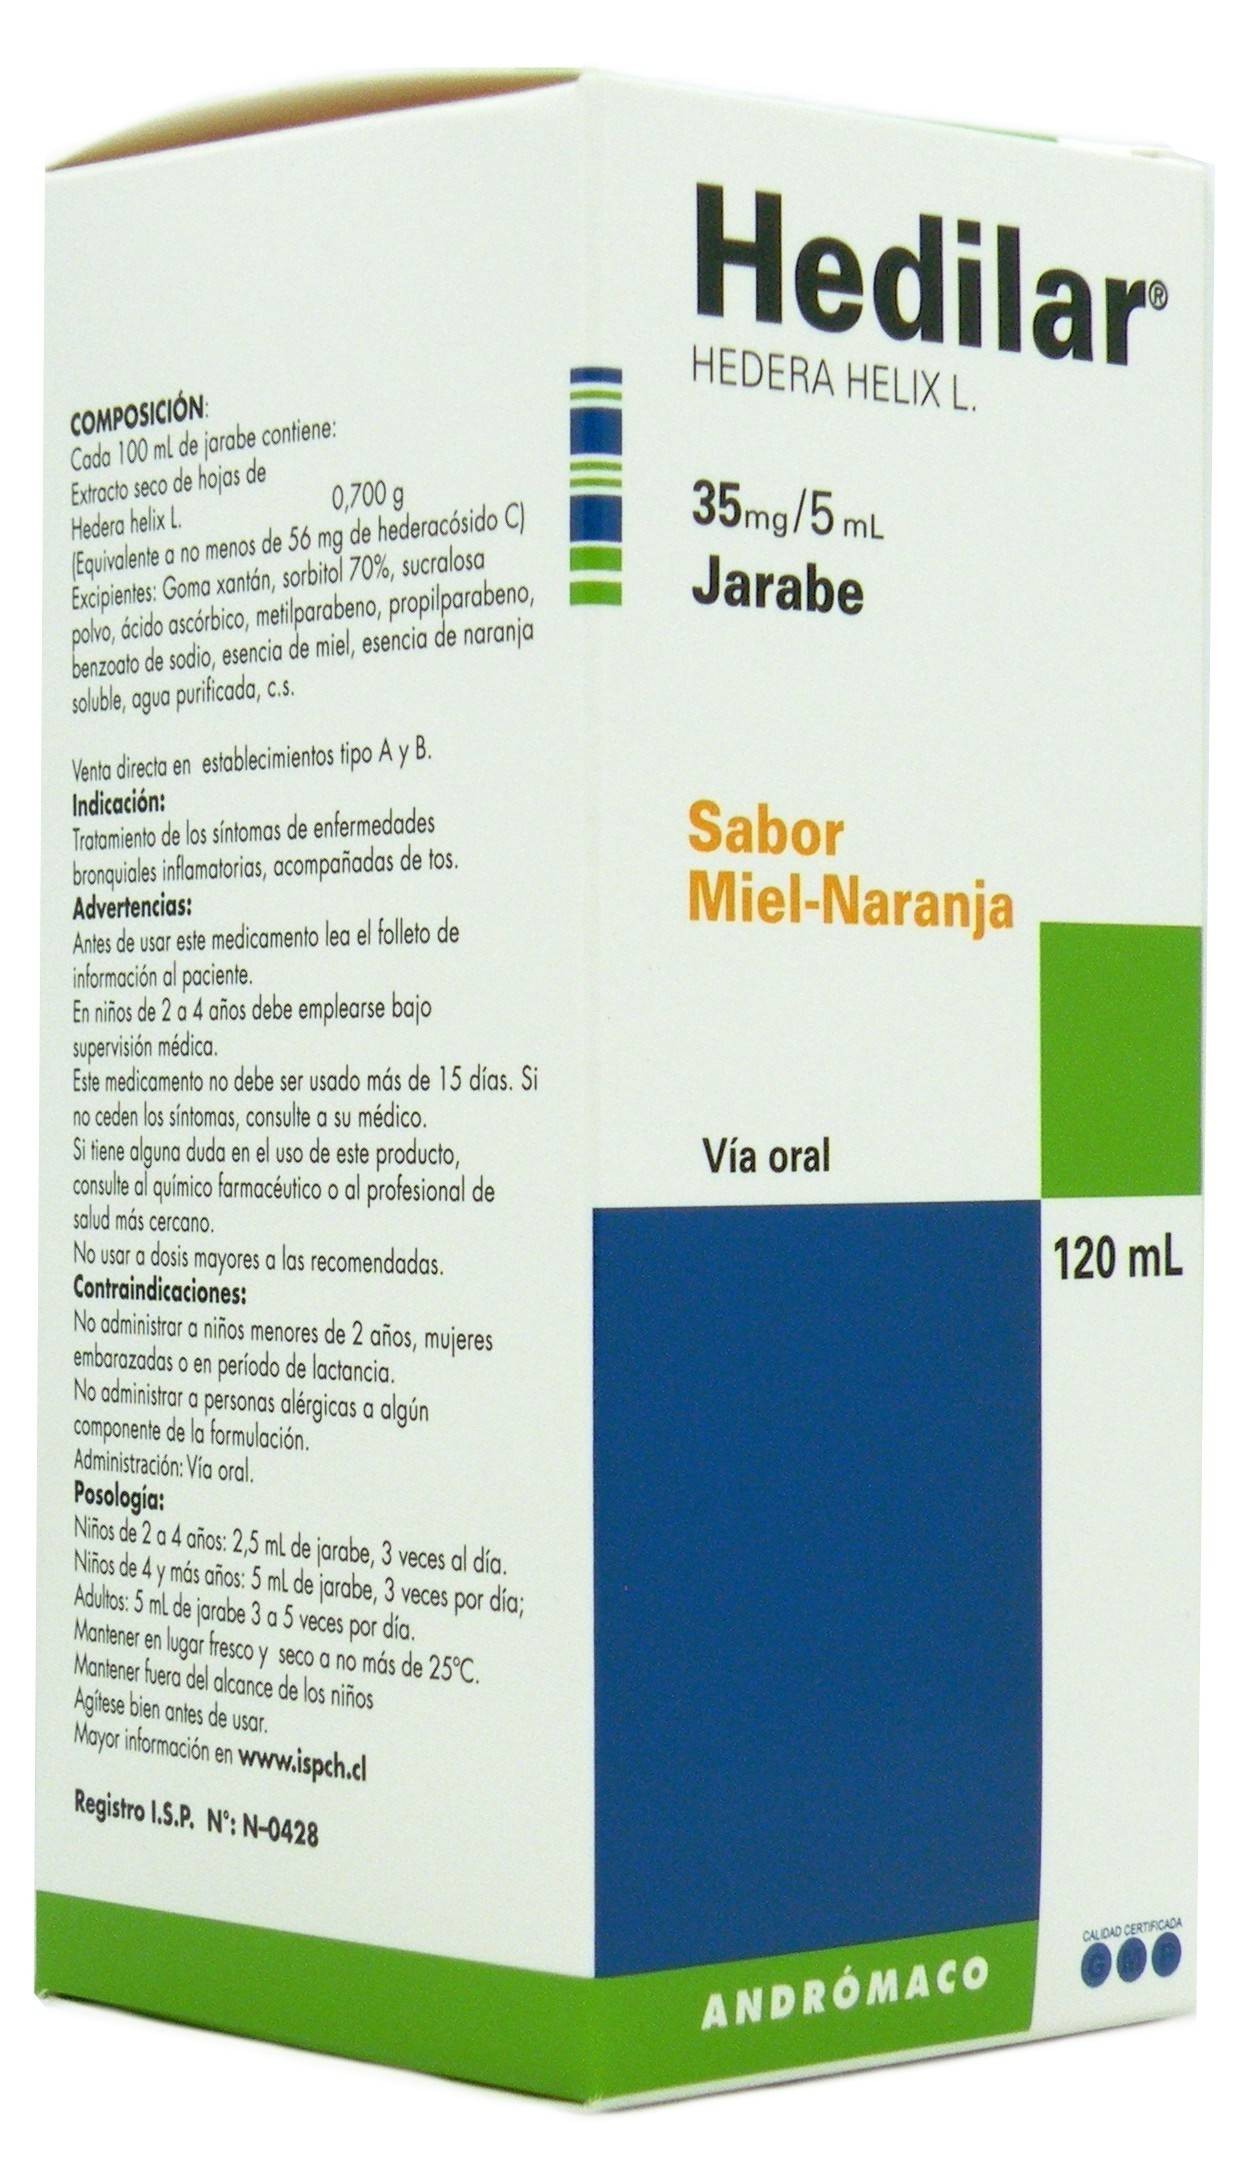 COMPOSICIÓN:
Cada 100 mL de jarabe contiene:
Extracto seco de hojas de
Hedera helix L. 0,700 g
(Equivalente a no menos de 56 mg de hederacósido C)
Excipientes: Goma xantán, sorbitol 70%, sucralosa
polvo, ácido ascórbico, metilparabeno, propilparabeno,
benzoato de sodio, esencia de miel, esencia de naranja
soluble, agua purificada, c.s.
Venta directa en establecimientos tipo A y B.
Indicación:
Tratamiento de los síntomas de enfermedades
bronquiales inflamatorias, acompañadas de tos.
Advertencias:
Antes de usar este medicamento lea el folleto de
información al paciente.
En niños de 2 a 4 años debe emplearse bajo
supervisión médica.
Este medicamento no debe ser usado más de 15 días. Si
no ceden los síntomas, consulte a su médico.
Si tiene alguna duda en el uso de este producto,
consulte al químico farmacéutico o al profesional de
salud más cercano.
No usar a dosis mayores a las recomendadas.
Contraindicaciones:
No administrar a niños menores de 2 años, mujeres
embarazadas o en período de lactancia.
No administrar a personas alérgicas a algún
componente de la formulación.
Administración: Vía oral.
Posología:
Niños de 2 a 4 años: 2,5 mL de jarabe, 3 veces al día.
Niños de 4 y más años: 5 mL de jarabe, 3 veces por día;
Adultos: 5 mL de jarabe 3 a 5 veces por día.
Mantener en lugar fresco y seco a no más de 25°C.
Mantener fuera del alcance de los niños
Agítese bien antes de usar.
Mayor información en www.ispch.cl
Registro I.S.P. N°: N-0428
Hedilar®
HEDERA HELIX L.
35mg/5 mL
Jarabe
Sabor
Miel-Naranja
Vía oral
120 mL
CALIDAD CERTIFICADA
GMP
ANDRÓMACO